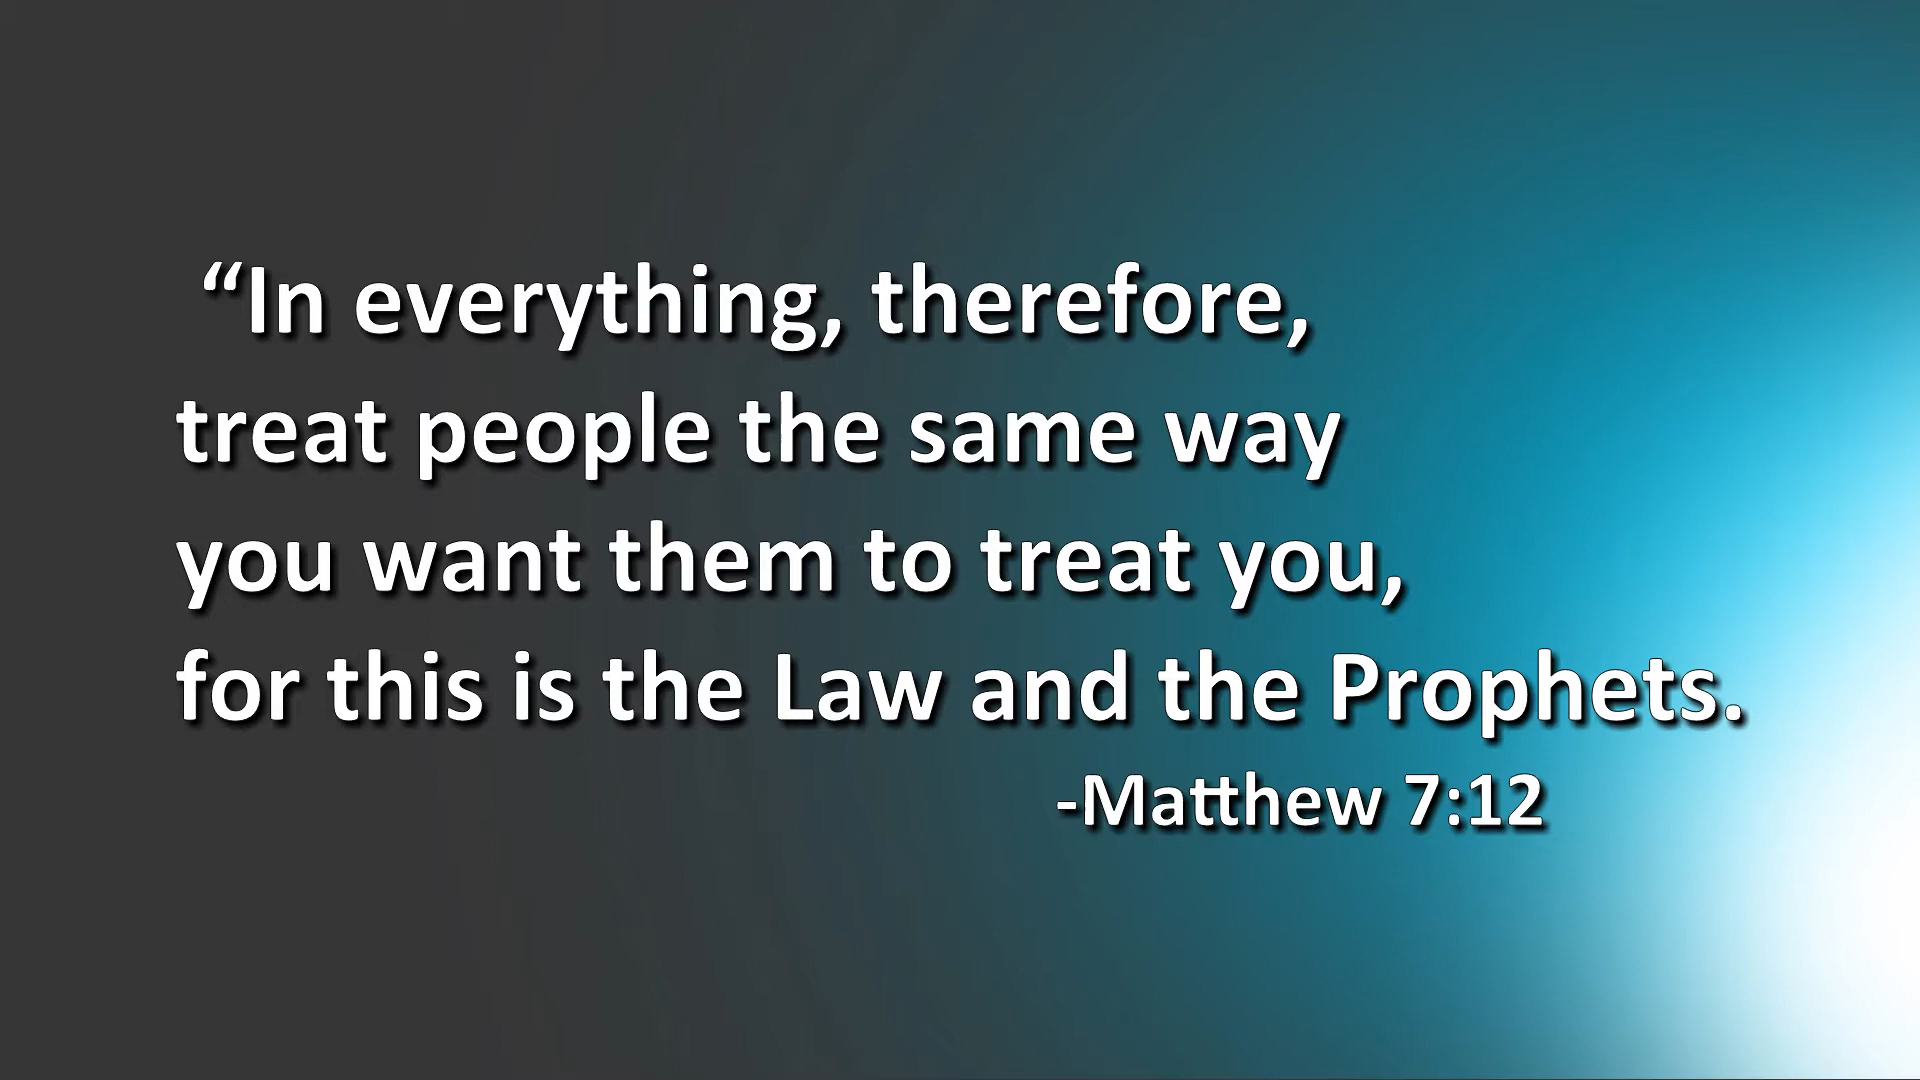 “In everything, therefore,
treat people the same way
you want them to treat you,
for this is the Law and the Prophets.
-Matthew 7:12